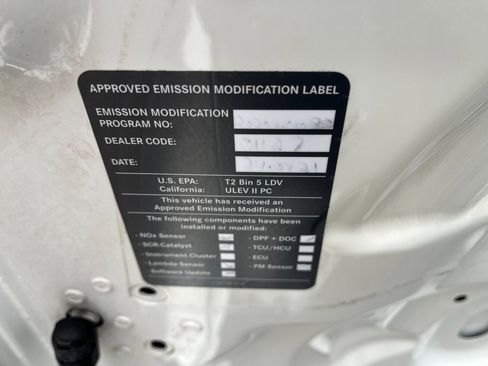 APPROVED EMISSION MODIFICATION LABEL
EMISSION MODIFICATION
PROGRAM NO:
DEALER CODE:
DATE:
U.S. EPA: T2 Bin 5 LDV
California: ULEV II PC
This vehicle has received an
Approved Emission Modification
The following components have been
installed or modified:
- NOx Sensor - DPF + DOC
- SCR-Catalyst - TCU/HCU
- Instrument Cluster - ECU
- Lambda Sensor - PM Sensor
- Software Update